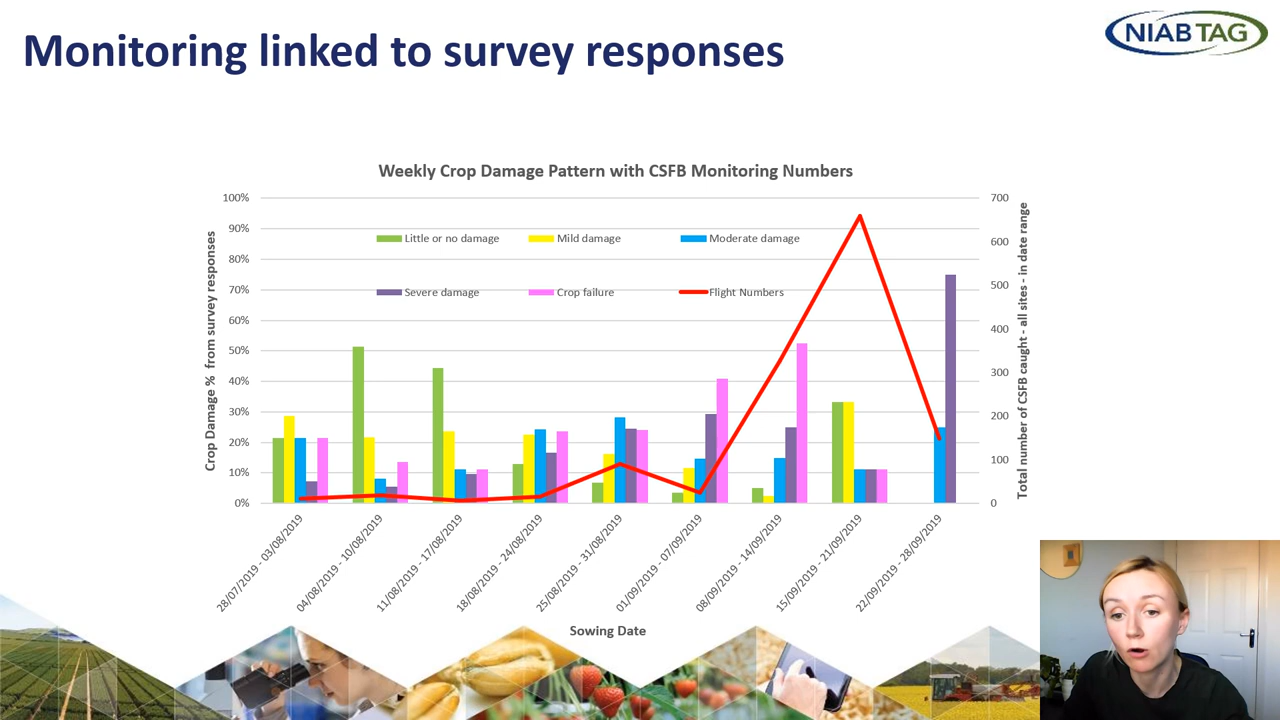 Monitoring linked to survey responses
NIAB TAG
Weekly Crop Damage Pattern with CSFB Monitoring Numbers
Crop Damage % from survey responses
100%
90%
80%
70%
60%
50%
40%
30%
20%
10%
0%
Little or no damage
Mild damage
Moderate damage
Severe damage
Crop failure
Flight Numbers
700
600
500
400
300
200
100
0
Total number of CSFB caught - all sites - in date range
28/07/2019 - 03/08/2019
04/08/2019 - 10/08/2019
11/08/2019 - 17/08/2019
18/08/2019 - 24/08/2019
25/08/2019 - 31/08/2019
01/09/2019 - 07/09/2019
08/09/2019 - 14/09/2019
15/09/2019 - 21/09/2019
22/09/2019 - 28/09/2019
Sowing Date